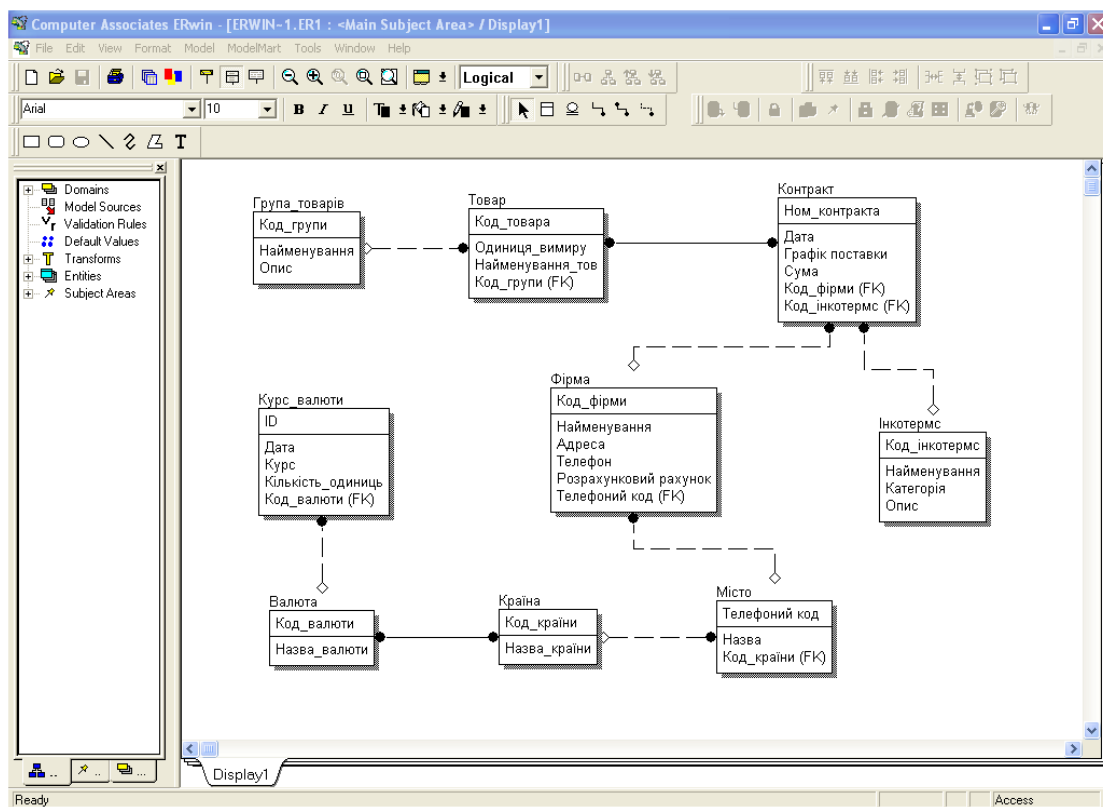 Computer Associates ERwin - [ERWIN-1.ER1 : <Main Subject Area> / Display1]
File Edit View Format Model ModelMart Tools Window Help
Logical
Arial 10 B I U
T
Domains
Model Sources
Validation Rules
Default Values
Transforms
Entities
Subject Areas
Група_товарів
Код_групи
Найменування
Опис
Товар
Код_товара
Одиниця_вимиру
Найменування_тов
Код_групи (FK)
Контракт
Ном_контракта
Дата
Графік поставки
Сума
Код_фірми (FK)
Код_інкотермс (FK)
Курс_валюти
ID
Дата
Курс
Кількість_одиниць
Код_валюти (FK)
Фірма
Код_фірми
Найменування
Адреса
Телефон
Розрахунковий рахунок
Телефоний код (FK)
Інкотермс
Код_інкотермс
Найменування
Категорія
Опис
Валюта
Код_валюти
Назва_валюти
Країна
Код_країни
Назва_країни
Місто
Телефоний код
Назва
Код_країни (FK)
Display1
Ready
Access